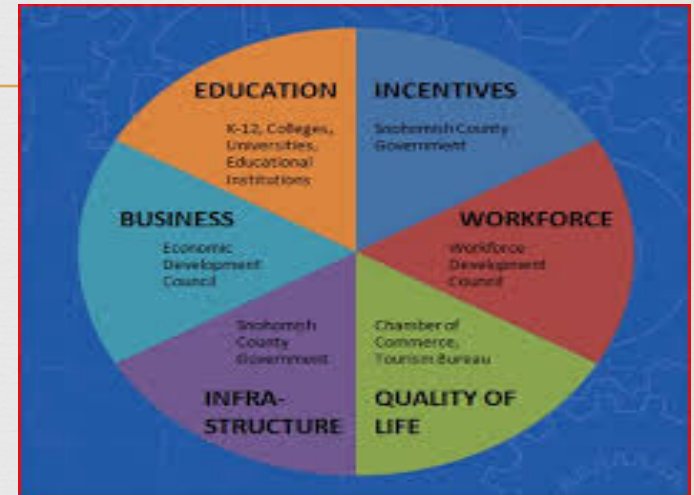 EDUCATION
K-12, Colleges,
Universities,
Educational
Institutions
INCENTIVES
Snohomish County
Government
BUSINESS
Economic
Development
Council
WORKFORCE
Workforce
Development
Council
Snohomish
County
Government
INFRA-
STRUCTURE
Chamber of
Commerce,
Tourism Bureau
QUALITY OF
LIFE